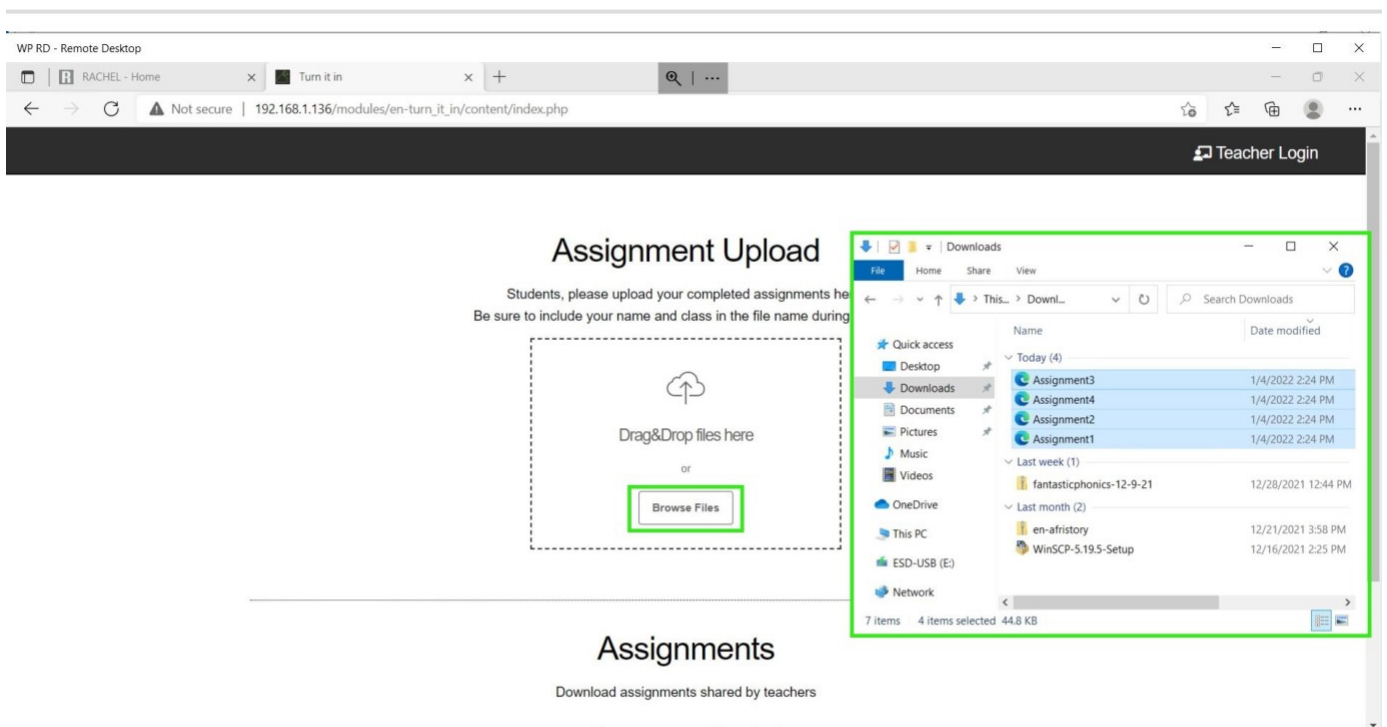 WP RD - Remote Desktop
RACHEL - Home
Turn it in
Not secure | 192.168.1.136/modules/en-turn_it_in/content/index.php
Teacher Login
Assignment Upload
Students, please upload your completed assignments he
Be sure to include your name and class in the file name during
Drag&Drop files here
or
Browse Files
Assignments
Download assignments shared by teachers
Downloads
File Home Share View
This... > Downl...
Search Downloads
Quick access
Desktop
Downloads
Documents
Pictures
Music
Videos
OneDrive
This PC
ESD-USB (E:)
Network
Name Date modified
Today (4)
Assignment3 1/4/2022 2:24 PM
Assignment4 1/4/2022 2:24 PM
Assignment2 1/4/2022 2:24 PM
Assignment1 1/4/2022 2:24 PM
Last week (1)
fantasticphonics-12-9-21 12/28/2021 12:44 PM
Last month (2)
en-afristory 12/21/2021 3:58 PM
WinSCP-5.19.5-Setup 12/16/2021 2:25 PM
7 items 4 items selected 44.8 KB